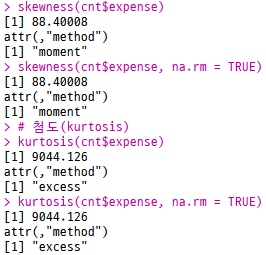 > skewness(cnt$expense)
[1] 88.40008
attr(,"method")
[1] "moment"
> skewness(cnt$expense, na.rm = TRUE)
[1] 88.40008
attr(,"method")
[1] "moment"
> # 첨도(kurtosis)
> kurtosis(cnt$expense)
[1] 9044.126
attr(,"method")
[1] "excess"
> kurtosis(cnt$expense, na.rm = TRUE)
[1] 9044.126
attr(,"method")
[1] "excess"